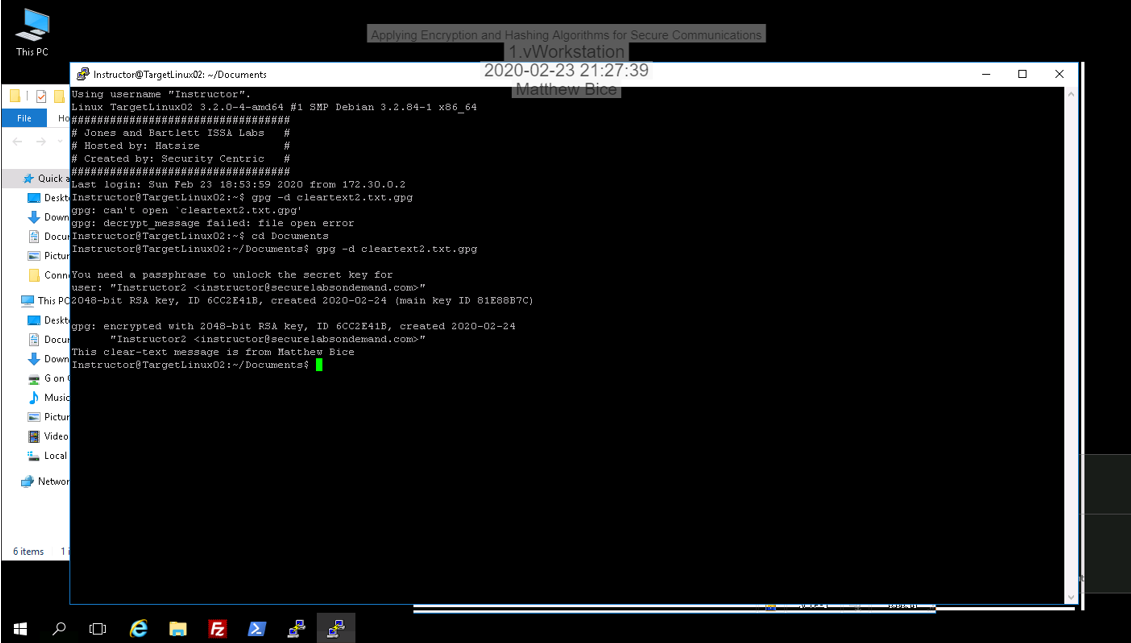 This PC
Applying Encryption and Hashing Algorithms for Secure Communications
1.vWorkstation
2020-02-23 21:27:39
Matthew Bice
Instructor@TargetLinux02: ~/Documents
Using username "Instructor".
Linux TargetLinux02 3.2.0-4-amd64 #1 SMP Debian 3.2.84-1 x86_64
##################################
# Jones and Bartlett ISSA Labs   #
# Hosted by: Hatsize             #
# Created by: Security Centric   #
##################################
Last login: Sun Feb 23 18:53:59 2020 from 172.30.0.2
Instructor@TargetLinux02:~$ gpg -d cleartext2.txt.gpg
gpg: can't open `cleartext2.txt.gpg'
gpg: decrypt_message failed: file open error
Instructor@TargetLinux02:~$ cd Documents
Instructor@TargetLinux02:~/Documents$ gpg -d cleartext2.txt.gpg
You need a passphrase to unlock the secret key for
user: "Instructor2 <instructor@securelabsondemand.com>"
2048-bit RSA key, ID 6CC2E41B, created 2020-02-24 (main key ID 81E88B7C)
gpg: encrypted with 2048-bit RSA key, ID 6CC2E41B, created 2020-02-24
"Instructor2 <instructor@securelabsondemand.com>"
This clear-text message is from Matthew Bice
Instructor@TargetLinux02:~/Documents$
File Ho
Quick a
Deskt
Down
Docur
Pictur
Conn
This PC
Deskt
Docur
Down
G on
Music
Pictur
Video
Local
Networ
6 items 1 i